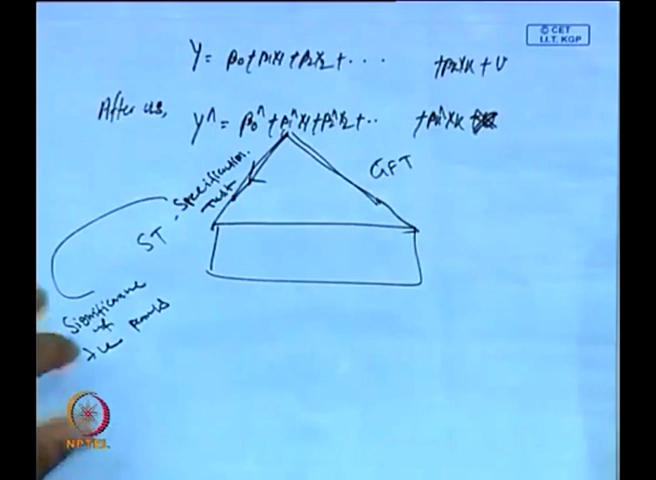 © CET
I.I.T. KGP
Y = β0 + β1X1 + β2X2 + . . . + βkXk + U
After us,
Y^ = β0^ + β1^X1 + β2^X2 + .. + βk^Xk
GFT
ST - Specification
Test
Significance
of
NPTEL